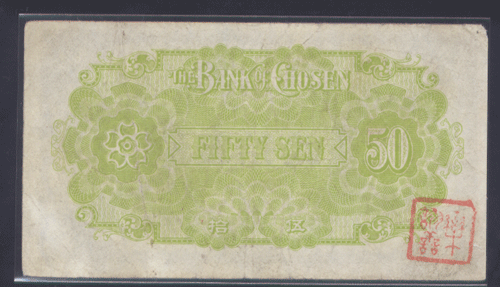 THE BANK OF CHOSEN
FIFTY SEN
50
拾 五